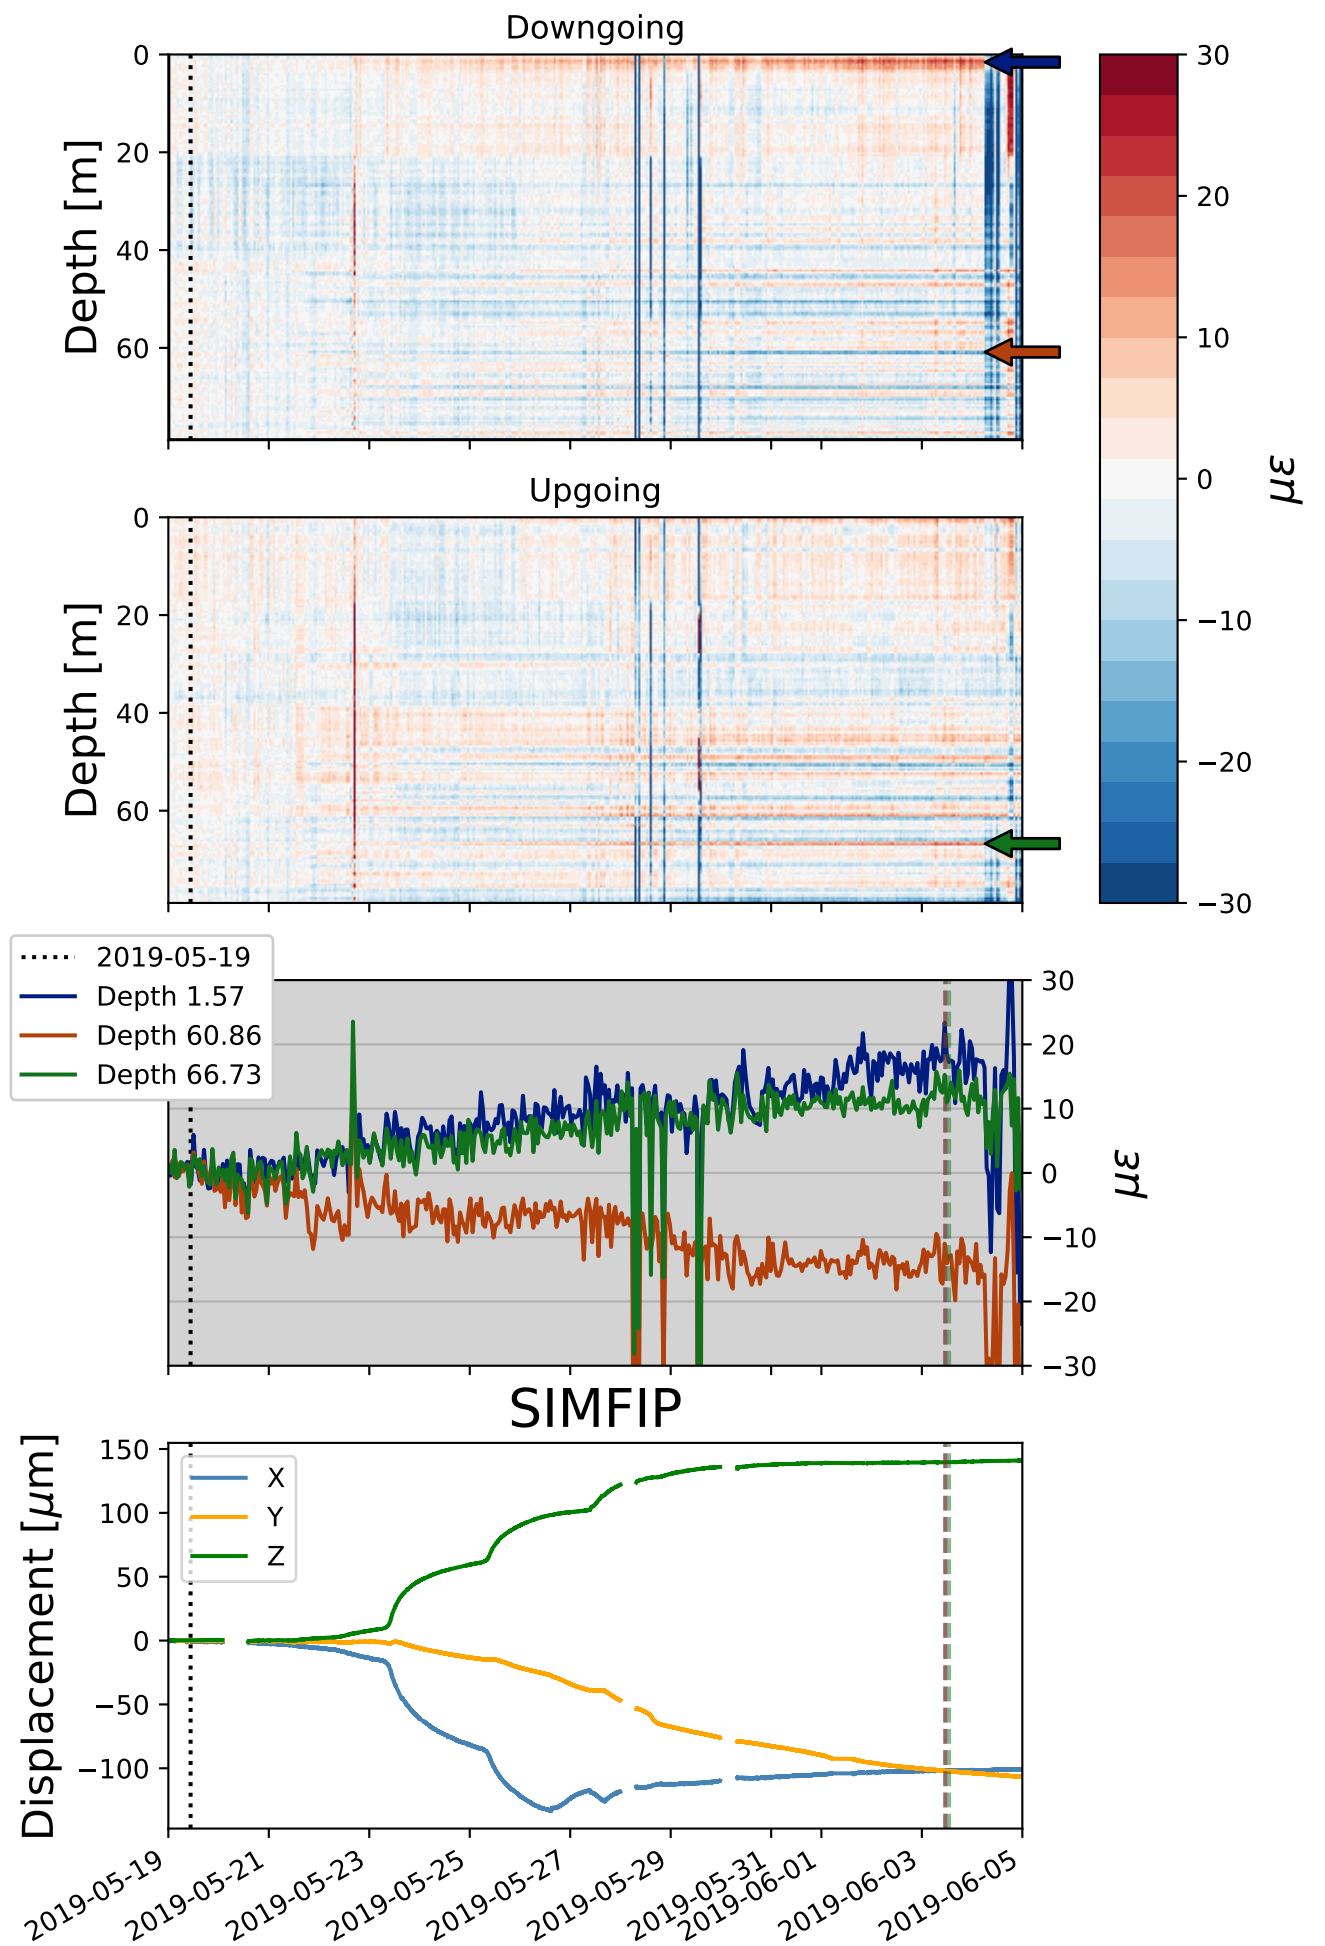 Downgoing
0
20
40
60
Depth [m]
30
20
10
0
−10
−20
−30
με
Upgoing
0
20
40
60
Depth [m]
2019-05-19
Depth 1.57
Depth 60.86
Depth 66.73
30
20
10
0
−10
−20
−30
με
SIMFIP
150
100
50
0
−50
−100
Displacement [μm]
X
Y
Z
2019-05-19
2019-05-21
2019-05-23
2019-05-25
2019-05-27
2019-05-29
2019-05-31
2019-06-01
2019-06-03
2019-06-05